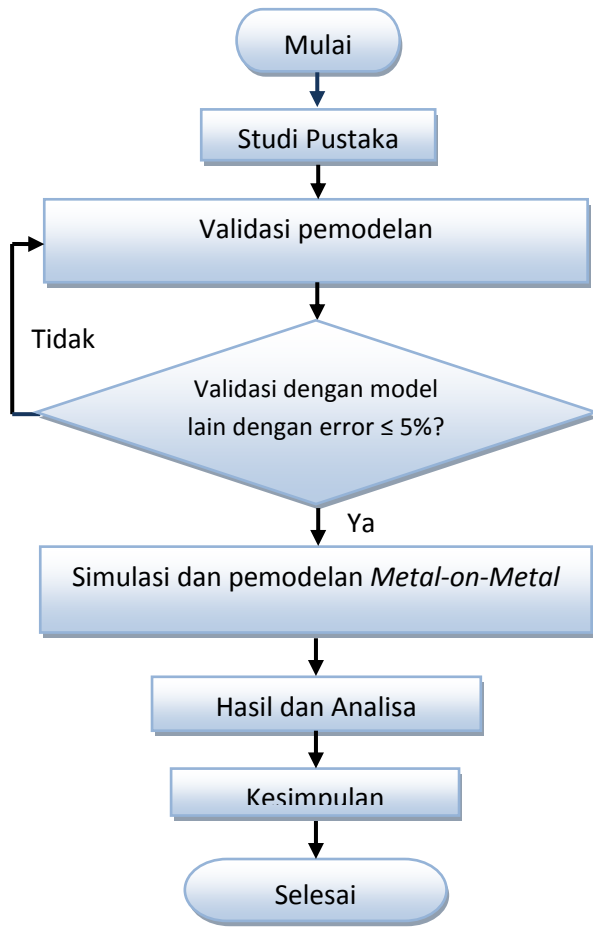 Mulai
Studi Pustaka
Validasi pemodelan
Tidak
Validasi dengan model
lain dengan error ≤ 5%?
Ya
Simulasi dan pemodelan Metal-on-Metal
Hasil dan Analisa
Kesimpulan
Selesai